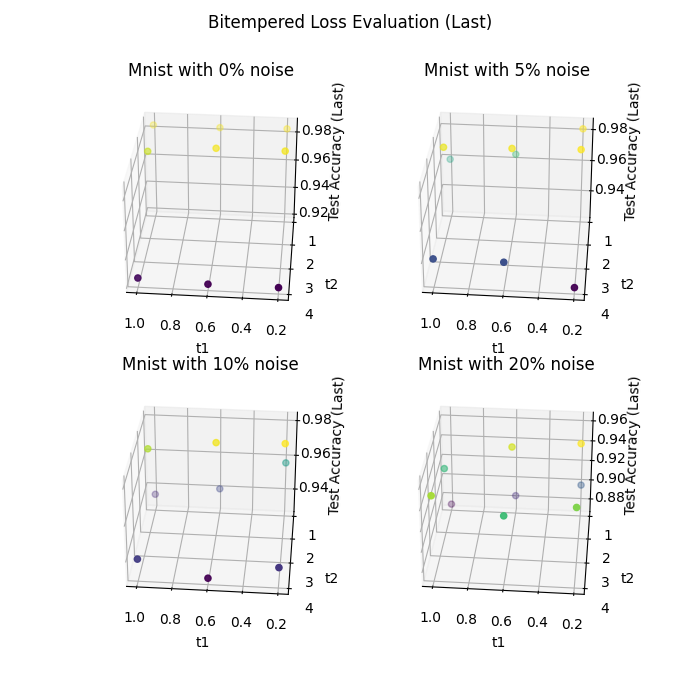 Bitempered Loss Evaluation (Last)
Mnist with 0% noise
Test Accuracy (Last)
0.98
0.96
0.94
0.92
1
2
3
4
t2
1.0 0.8 0.6 0.4 0.2
t1
Mnist with 5% noise
Test Accuracy (Last)
0.98
0.96
0.94
1
2
3
4
t2
1.0 0.8 0.6 0.4 0.2
t1
Mnist with 10% noise
Test Accuracy (Last)
0.98
0.96
0.94
1
2
3
4
t2
1.0 0.8 0.6 0.4 0.2
t1
Mnist with 20% noise
Test Accuracy (Last)
0.96
0.94
0.92
0.90
0.88
1
2
3
4
t2
1.0 0.8 0.6 0.4 0.2
t1